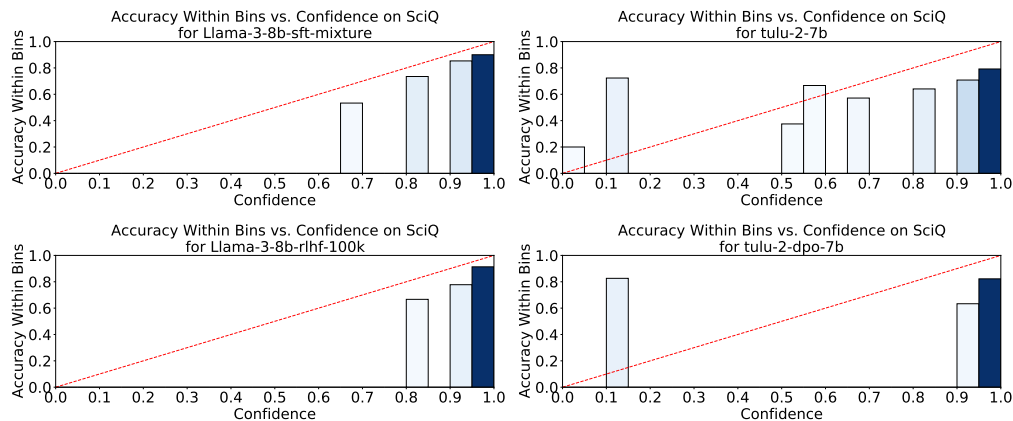 Accuracy Within Bins vs. Confidence on SciQ
for Llama-3-8b-sft-mixture
Accuracy Within Bins
1.0
0.8
0.6
0.4
0.2
0.0
0.0 0.1 0.2 0.3 0.4 0.5 0.6 0.7 0.8 0.9 1.0
Confidence
Accuracy Within Bins vs. Confidence on SciQ
for tulu-2-7b
Accuracy Within Bins
1.0
0.8
0.6
0.4
0.2
0.0
0.0 0.1 0.2 0.3 0.4 0.5 0.6 0.7 0.8 0.9 1.0
Confidence
Accuracy Within Bins vs. Confidence on SciQ
for Llama-3-8b-rlhf-100k
Accuracy Within Bins
1.0
0.8
0.6
0.4
0.2
0.0
0.0 0.1 0.2 0.3 0.4 0.5 0.6 0.7 0.8 0.9 1.0
Confidence
Accuracy Within Bins vs. Confidence on SciQ
for tulu-2-dpo-7b
Accuracy Within Bins
1.0
0.8
0.6
0.4
0.2
0.0
0.0 0.1 0.2 0.3 0.4 0.5 0.6 0.7 0.8 0.9 1.0
Confidence